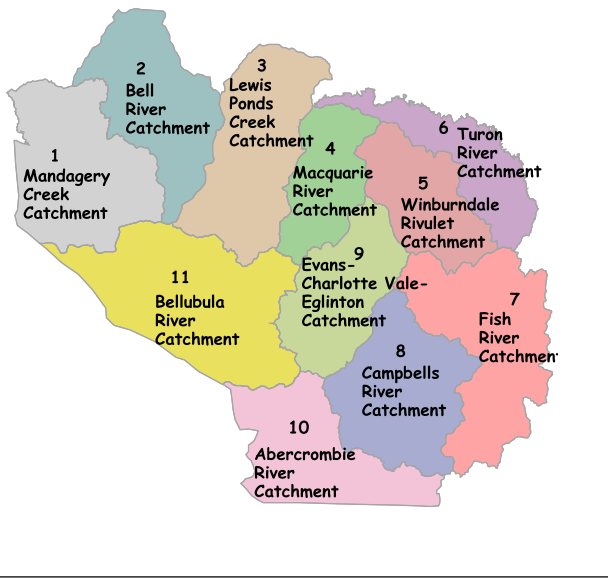 1
Mandagery
Creek
Catchment
2
Bell
River
Catchment
3
Lewis
Ponds
Creek
Catchment
4
Macquarie
River
Catchment
5
Winburndale
Rivulet
Catchment
6 Turon
River
Catchment
7
Fish
River
Catchmen
8
Campbells
River
Catchment
9
Evans-
Charlotte Vale-
Eglinton
Catchment
10
Abercrombie
River
Catchment
11
Bellubula
River
Catchment